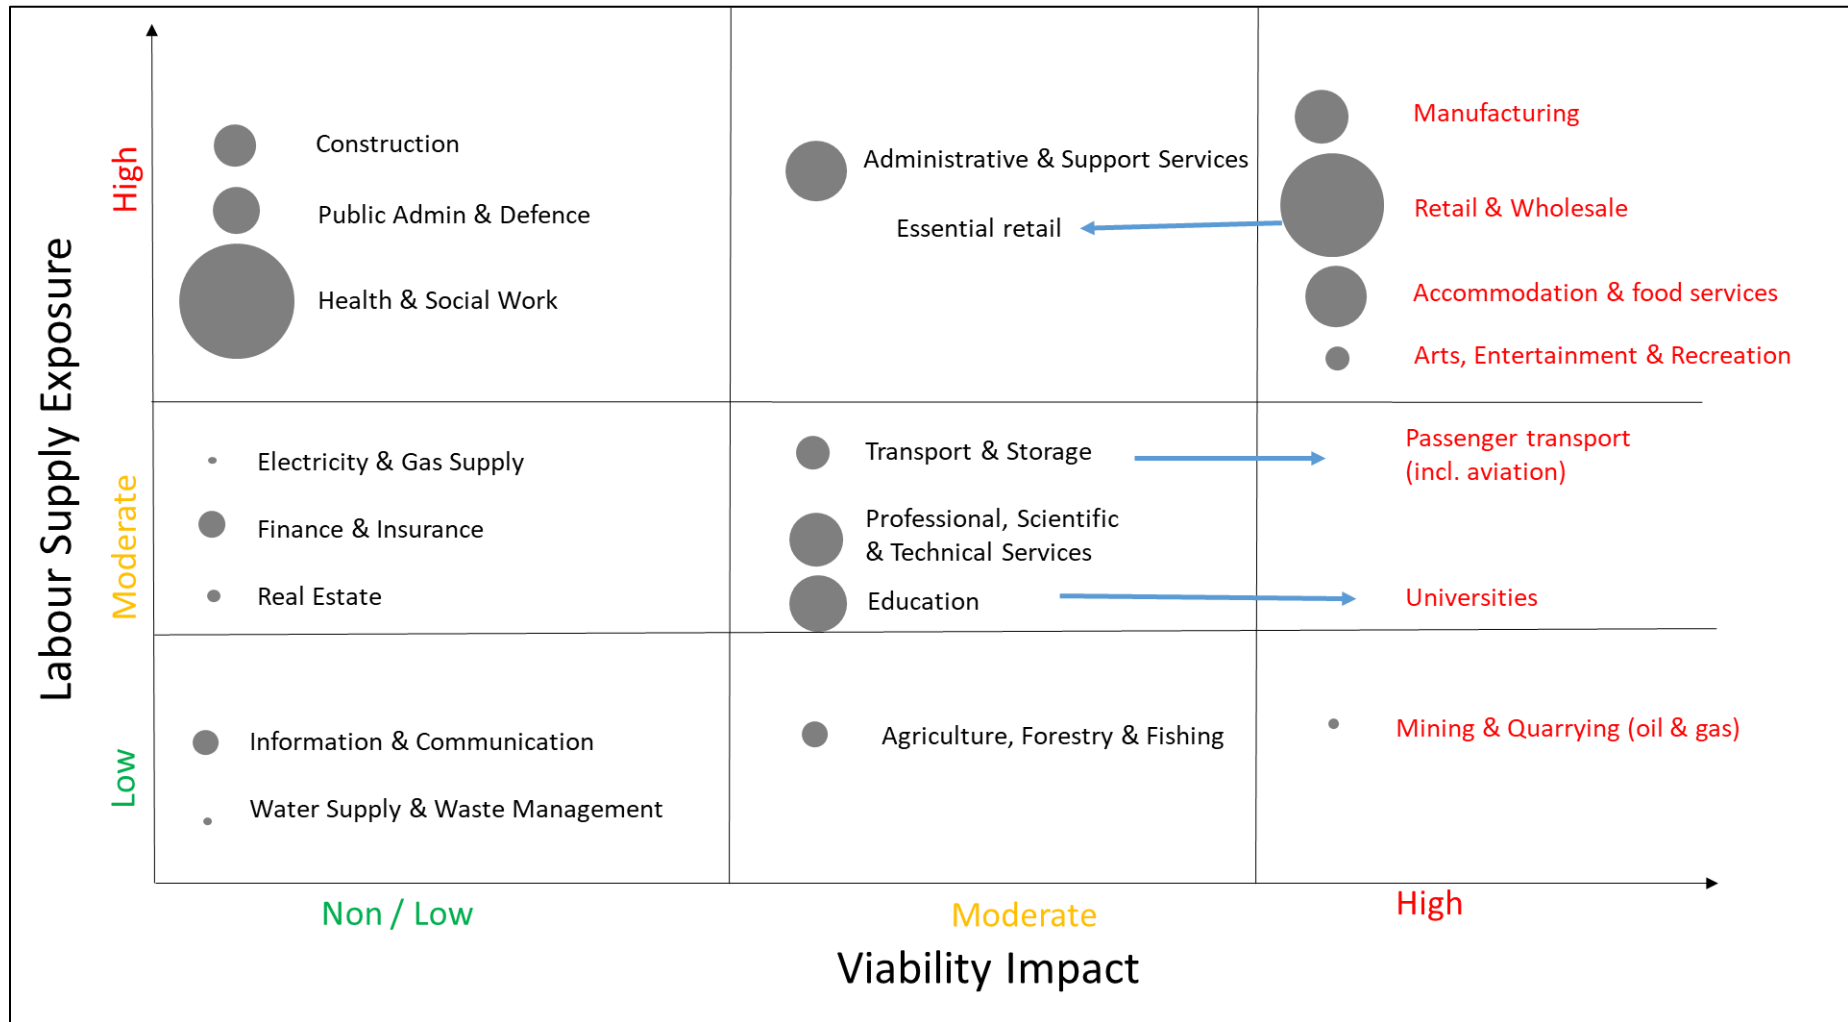 Labour Supply Exposure
High
Construction
Public Admin & Defence
Health & Social Work
Administrative & Support Services
Essential retail
Manufacturing
Retail & Wholesale
Accommodation & food services
Arts, Entertainment & Recreation
Moderate
Electricity & Gas Supply
Finance & Insurance
Real Estate
Transport & Storage
Professional, Scientific
& Technical Services
Education
Passenger transport
(incl. aviation)
Universities
Low
Information & Communication
Water Supply & Waste Management
Agriculture, Forestry & Fishing
Mining & Quarrying (oil & gas)
Non / Low
Moderate
High
Viability Impact